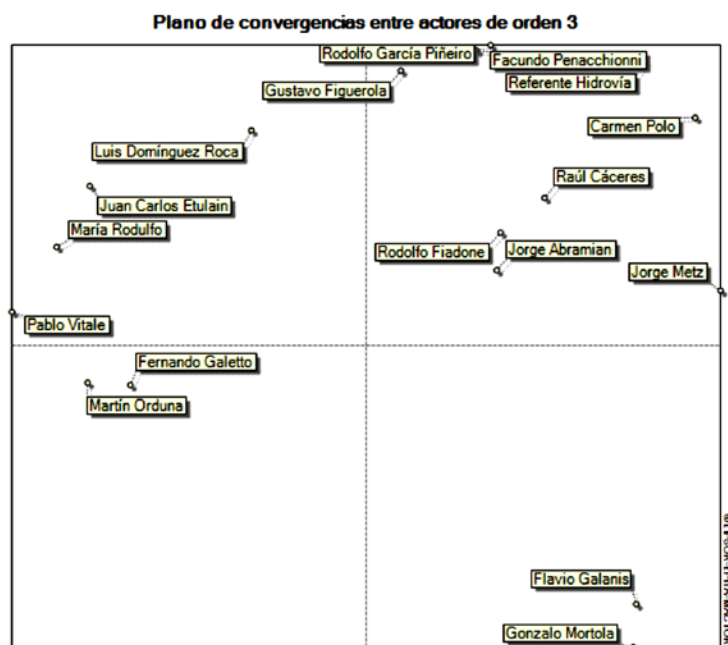 Plano de convergencias entre actores de orden 3
Rodolfo García Piñeiro
Facundo Penacchionni
Gustavo Figuerola
Referente Hidrovía
Carmen Polo
Luis Domínguez Roca
Raúl Cáceres
Juan Carlos Etulain
María Rodulfo
Rodolfo Fiadone
Jorge Abramian
Jorge Metz
Pablo Vitale
Fernando Galetto
Martín Orduna
Flavio Galanis
Gonzalo Mortola